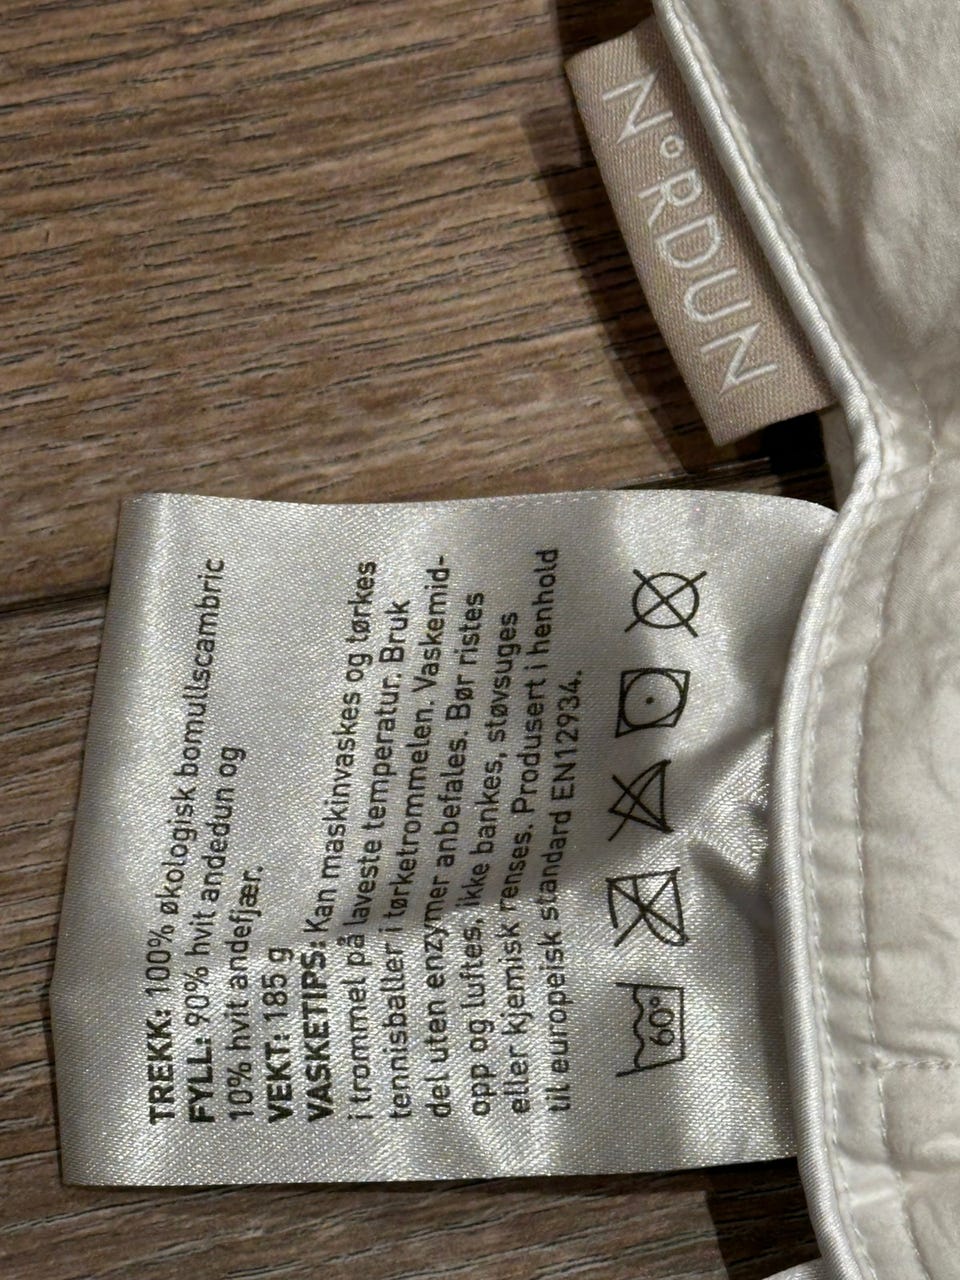 N°RDUN
TREKK: 100% økologisk bomullscambric
FYLL: 90% hvit andedun og
10% hvit andefjær.
VEKT: 185 g
VASKETIPS: Kan maskinvaskes og tørkes
i trommel på laveste temperatur. Bruk
tennisballer i tørketrommelen. Vaskemid-
del uten enzymer anbefales. Bør ristes
opp og luftes, ikke bankes, støvsuges
eller kjemisk renses. Produsert i henhold
til europeisk standard EN12934.
60°